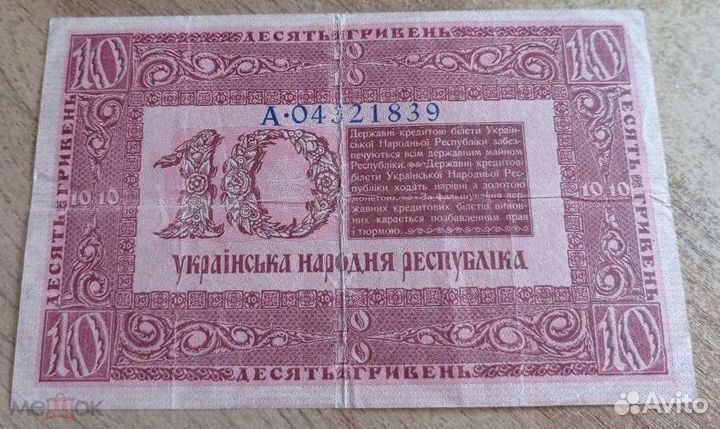 10 ДЕСЯТЬ ГРИВЕНЬ 10
А·04321839
10
Державні кредитові білети Україн-
ської Народньої Республіки забез-
печуються всім державним майном
Республіки. Державні кредитові
білети Української Народної Рес-
публіки ходять нарівні з золотою
монетою. За фальшування дер-
жавних кредитових білетів винов-
них карається позбавленням прав
і тюрмою.
ДЕСЯТЬ ГРИВЕНЬ
10 10
10 10
ДЕСЯТЬ ГРИВЕНЬ
УКРАЇНСЬКА НАРОДНЯ РЕСПУБЛІКА
10 ДЕСЯТЬ ГРИВЕНЬ 10
мешок
Avito